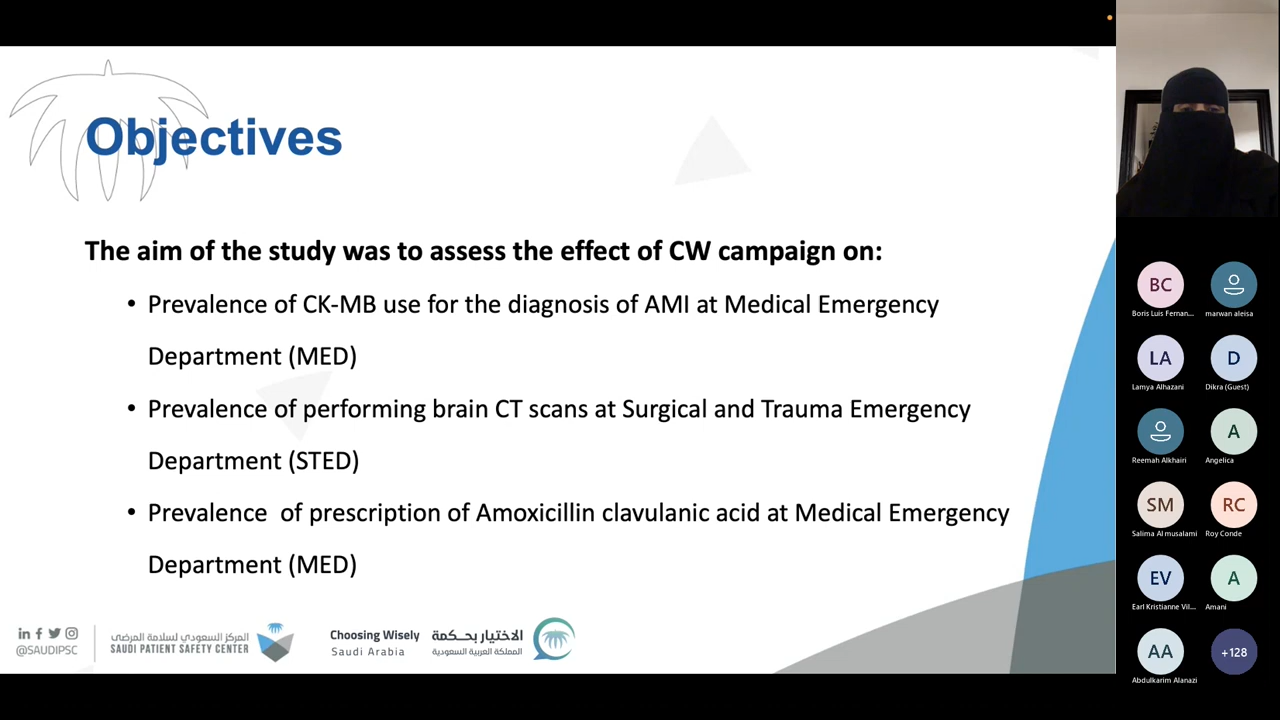 Objectives
The aim of the study was to assess the effect of CW campaign on:
• Prevalence of CK-MB use for the diagnosis of AMI at Medical Emergency
Department (MED)
• Prevalence of performing brain CT scans at Surgical and Trauma Emergency
Department (STED)
• Prevalence  of prescription of Amoxicillin clavulanic acid at Medical Emergency
Department (MED)
@SAUDIPSC
المركز السعودي لسلامة المرضى
SAUDI PATIENT SAFETY CENTER
Choosing Wisely
Saudi Arabia
الاختيار بحكمة
المملكة العربية السعودية
BC
Boris Luis Fernan...
marwan aleisa
LA
Lamya Alhazani
D
Dikra (Guest)
Reemah Alkhairi
A
Angelica
SM
Salima Al musalami
RC
Roy Conde
EV
Earl Kristianne Vil...
A
Amani
AA
Abdulkarim Alanazi
+128